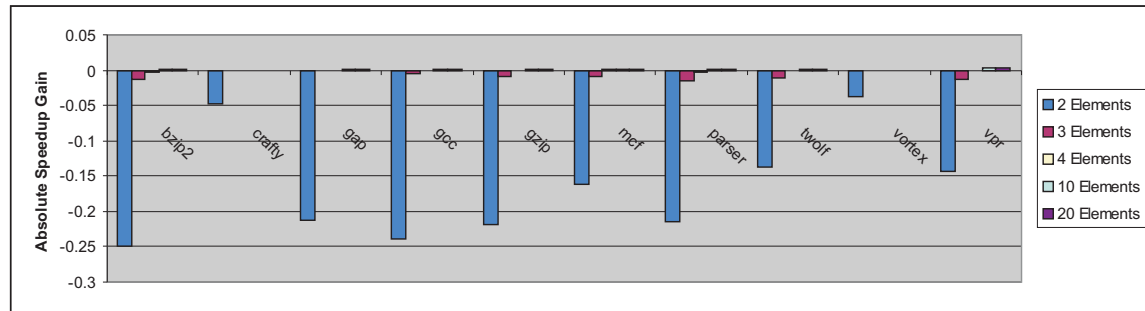 Absolute Speedup Gain
0.05
0
-0.05
-0.1
-0.15
-0.2
-0.25
-0.3
bzip2
crafty
gap
gcc
gzip
mcf
parser
twolf
vortex
vpr
2 Elements
3 Elements
4 Elements
10 Elements
20 Elements